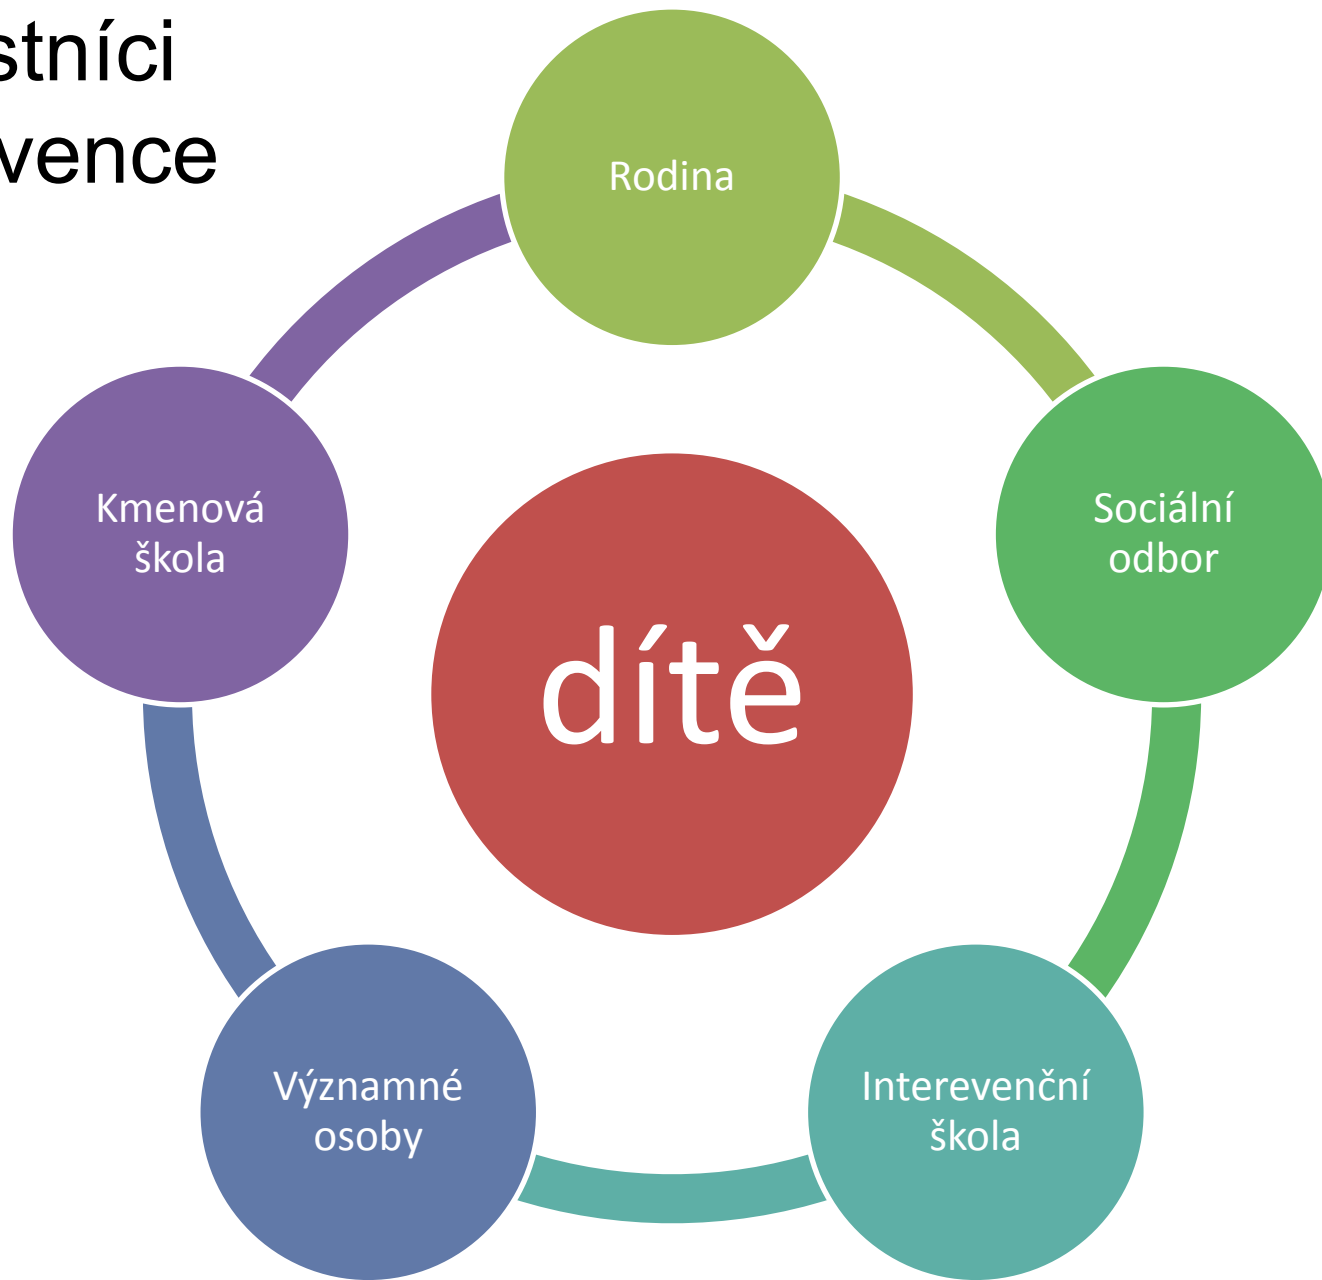 stníci
vence
Rodina
Kmenová
škola
Sociální
odbor
dítě
Významné
osoby
Interevenční
škola